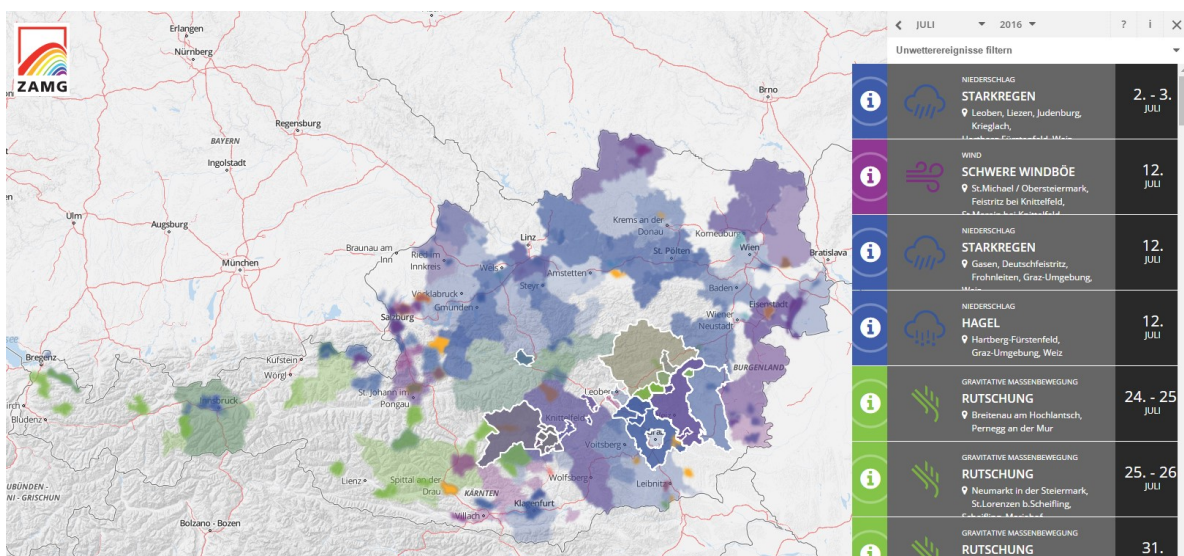 ZAMG
Erlangen
Nürnberg
Regensburg
BAYERN
Ingolstadt
Ulm
Augsburg
München
Brno
Linz
Krems an der
Donau
Korneuburg
St. Pölten
Wien
Bratislava
Braunau am
Inn
Ried im
Innkreis
Wels
Amstetten
Steyr
Baden
Eisenstadt
Vöcklabruck
Gmunden
Wiener
Neustadt
Salzburg
Bregenz
Kufstein
Wörgl
St. Johann im
Pongau
BURGENLAND
Leoben
Innsbruck
Bludenz
Knittelfeld
Voitsberg
Lienz
Spittal an der
Drau
KÄRNTEN
Wolfsberg
Leibnitz
Klagenfurt
Villach
NI - GRISCHUN
Bolzano - Bozen
JULI
2016
?
i
X
Unwetterereignisse filtern
NIEDERSCHLAG
STARKREGEN
Leoben, Liezen, Judenburg,
Krieglach,
Hartberg-Fürstenfeld, Weiz
2. - 3.
JULI
WIND
SCHWERE WINDBÖE
St.Michael / Obersteiermark,
Feistritz bei Knittelfeld,
12.
JULI
NIEDERSCHLAG
STARKREGEN
Gasen, Deutschfeistritz,
Frohnleiten, Graz-Umgebung,
Weiz
12.
JULI
NIEDERSCHLAG
HAGEL
Hartberg-Fürstenfeld,
Graz-Umgebung, Weiz
12.
JULI
GRAVITATIVE MASSENBEWEGUNG
RUTSCHUNG
Breitenau am Hochlantsch,
Pernegg an der Mur
24. - 25
JULI
GRAVITATIVE MASSENBEWEGUNG
RUTSCHUNG
Neumarkt in der Steiermark,
St.Lorenzen b.Scheifling,
25. - 26
JULI
GRAVITATIVE MASSENBEWEGUNG
RUTSCHUNG
31.
JULI